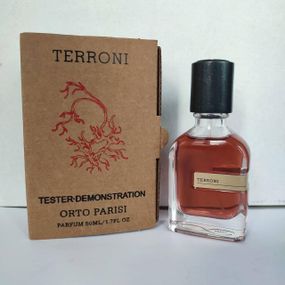 TERRONI
TESTER-DEMONSTRATION
ORTO PARISI
PARFUM 50ML/1.7FL OZ
TERRONI